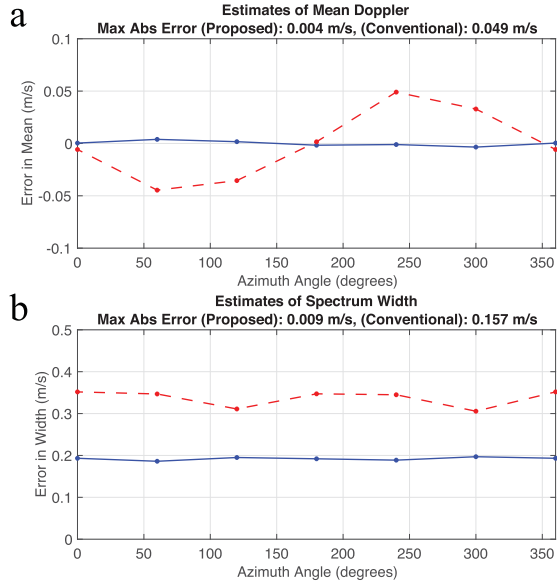 a
Estimates of Mean Doppler
Max Abs Error (Proposed): 0.004 m/s, (Conventional): 0.049 m/s
0.1
0.05
0
-0.05
-0.1
Error in Mean (m/s)
0 50 100 150 200 250 300 350
Azimuth Angle (degrees)
b
Estimates of Spectrum Width
Max Abs Error (Proposed): 0.009 m/s, (Conventional): 0.157 m/s
0.5
0.4
0.3
0.2
0.1
0
Error in Width (m/s)
0 50 100 150 200 250 300 350
Azimuth Angle (degrees)